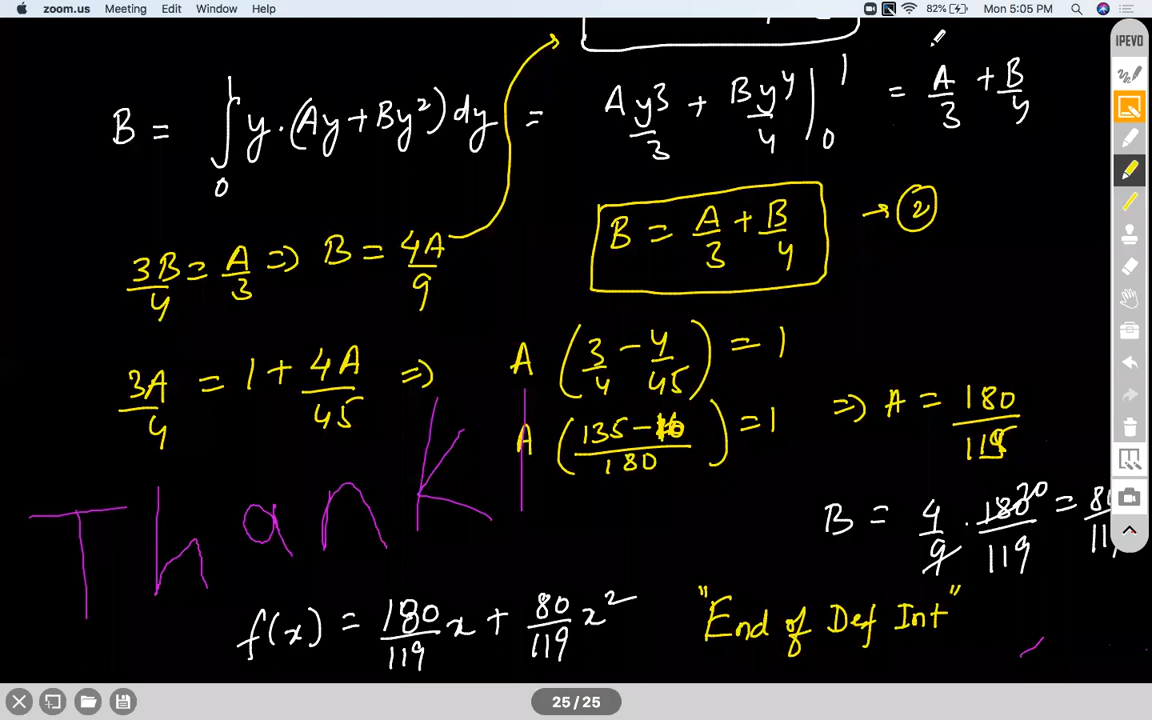 zoom.us Meeting Edit Window Help 82% Mon 5:05 PM
IPEVO
B = ∫₀¹ y·(Ay+By²)dy = Ay³/3 + By⁴/4 |₀¹ = A/3 + B/4
B = A/3 + B/4 → ②
3B/4 = A/3 => B = 4A/9
3A/4 = 1 + 4A/45 => A(3/4 - 4/45) = 1
A(135-16/180) = 1 => A = 180/119
B = 4/9 · 180 20/119 = 80/11
Thank
f(x) = 180/119 x + 80/119 x²
"End of Def Int"
25 / 25